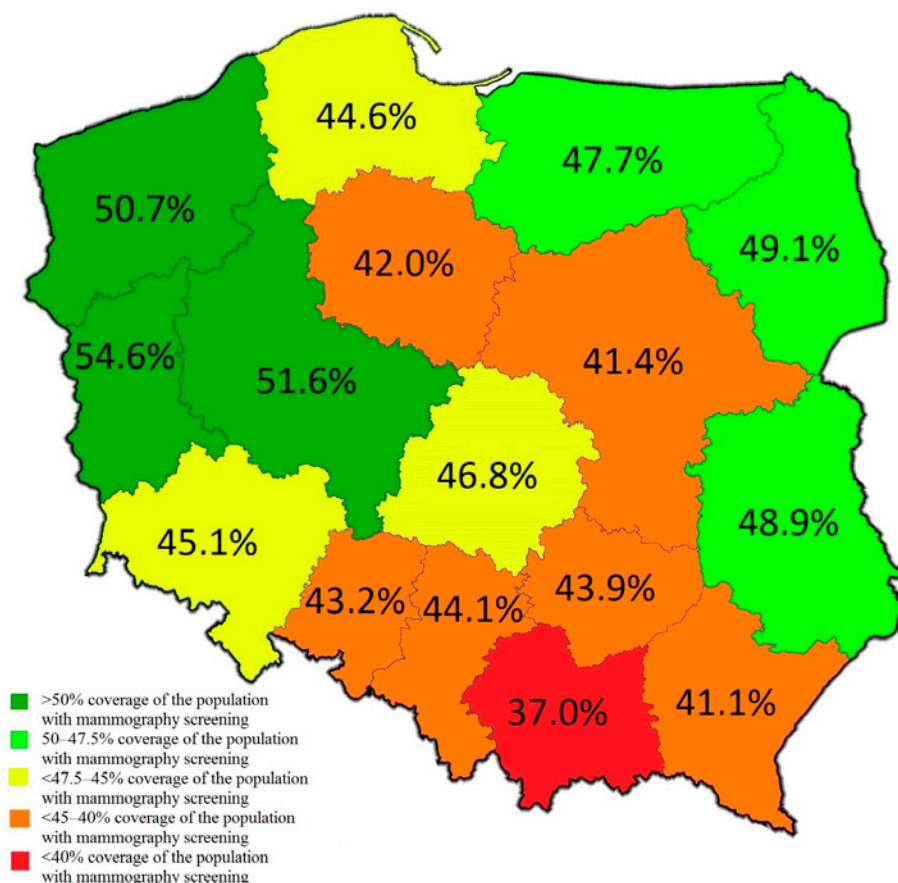 44.6%
47.7%
50.7%
42.0%
49.1%
54.6%
51.6%
41.4%
46.8%
48.9%
45.1%
43.2%
44.1%
43.9%
37.0%
41.1%
>50% coverage of the population
with mammography screening
50–47.5% coverage of the population
with mammography screening
<47.5–45% coverage of the population
with mammography screening
<45–40% coverage of the population
with mammography screening
<40% coverage of the population
with mammography screening